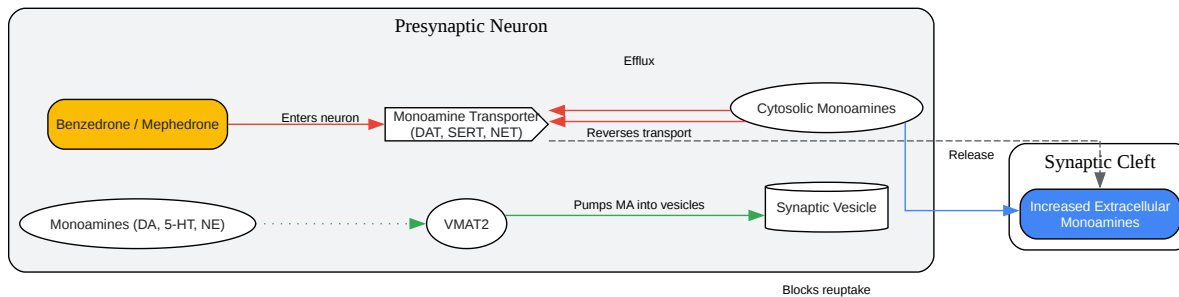 Presynaptic Neuron
Efflux
Benzedrone / Mephedrone
Enters neuron
Monoamine Transporter
(DAT, SERT, NET)
Cytosolic Monoamines
Reverses transport
Release
Synaptic Cleft
Monoamines (DA, 5-HT, NE)
VMAT2
Pumps MA into vesicles
Synaptic Vesicle
Increased Extracellular
Monoamines
Blocks reuptake